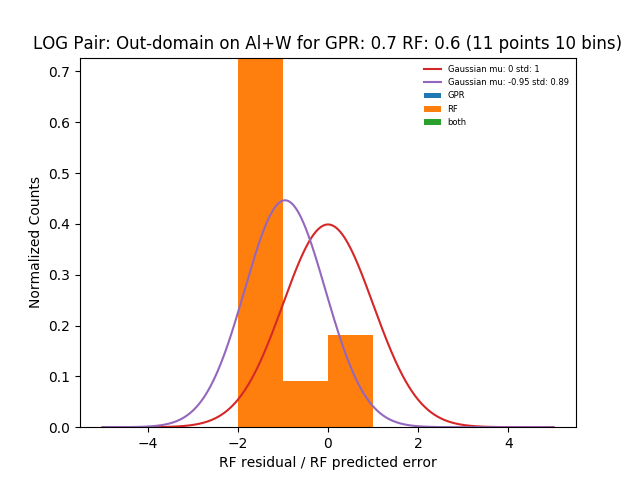 LOG Pair: Out-domain on Al+W for GPR: 0.7 RF: 0.6 (11 points 10 bins)
Gaussian mu: 0 std: 1
Gaussian mu: -0.95 std: 0.89
GPR
RF
both
Normalized Counts
0.7
0.6
0.5
0.4
0.3
0.2
0.1
0.0
−4
−2
0
2
4
RF residual / RF predicted error